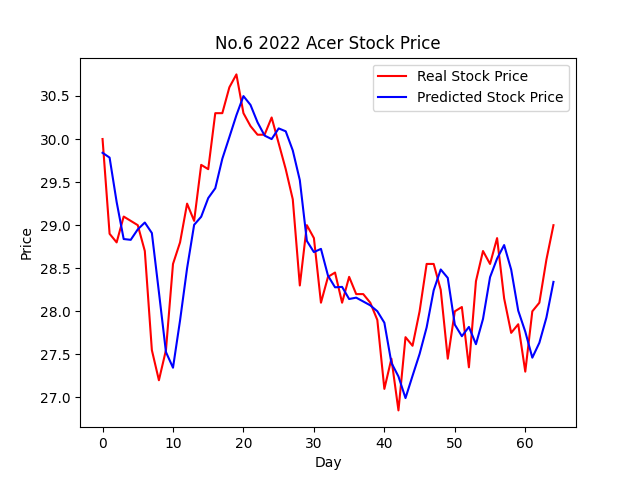 No.6 2022 Acer Stock Price
Real Stock Price
Predicted Stock Price
Price
30.5
30.0
29.5
29.0
28.5
28.0
27.5
27.0
0 10 20 30 40 50 60
Day